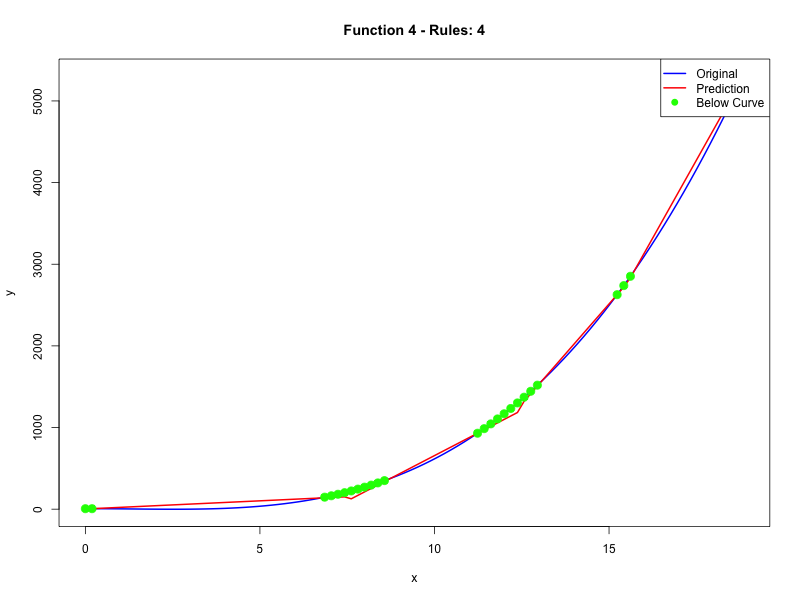 Function 4 - Rules: 4
Original
Prediction
Below Curve
5000
4000
3000
2000
1000
0
y
0 5 10 15
x